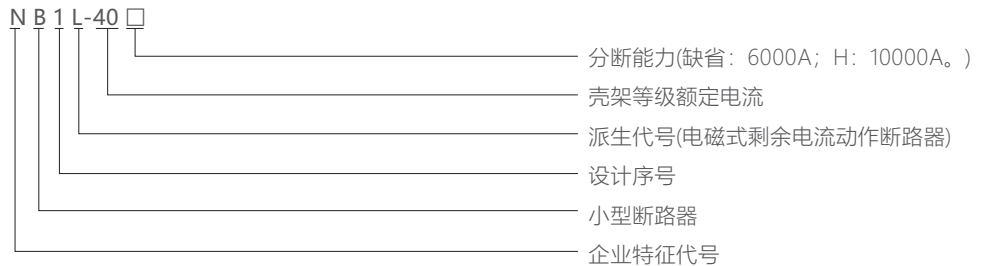 NB1L-40□
分断能力(缺省：6000A；H：10000A。)
壳架等级额定电流
派生代号(电磁式剩余电流动作断路器)
设计序号
小型断路器
企业特征代号